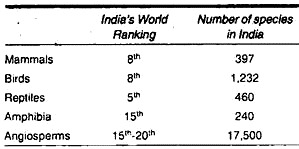 India's World Number of species
Ranking in India
Mammals 8th 397
Birds 8th 1,232
Reptiles 5th 460
Amphibia 15th 240
Angiosperms 15th-20th 17,500